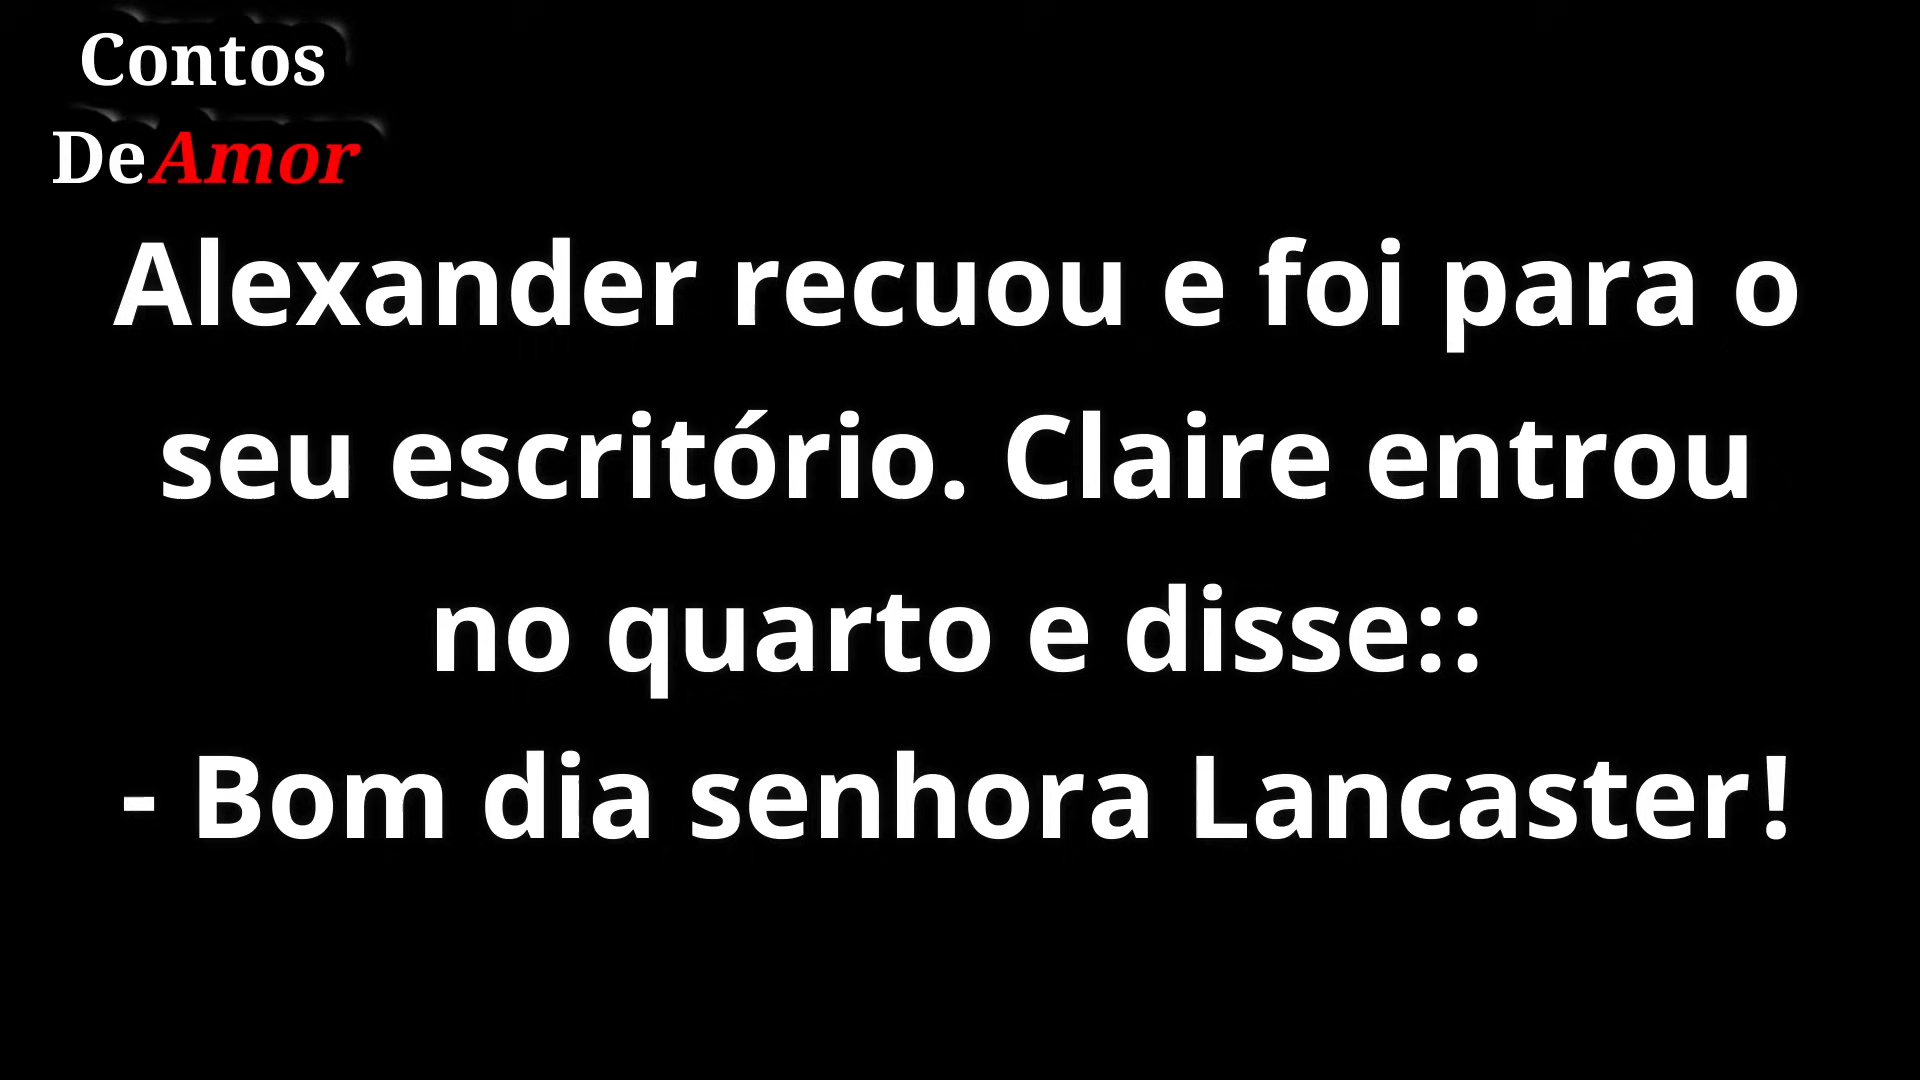 Contos
DeAmor
Alexander recuou e foi para o
seu escritório. Claire entrou
no quarto e disse::
- Bom dia senhora Lancaster!